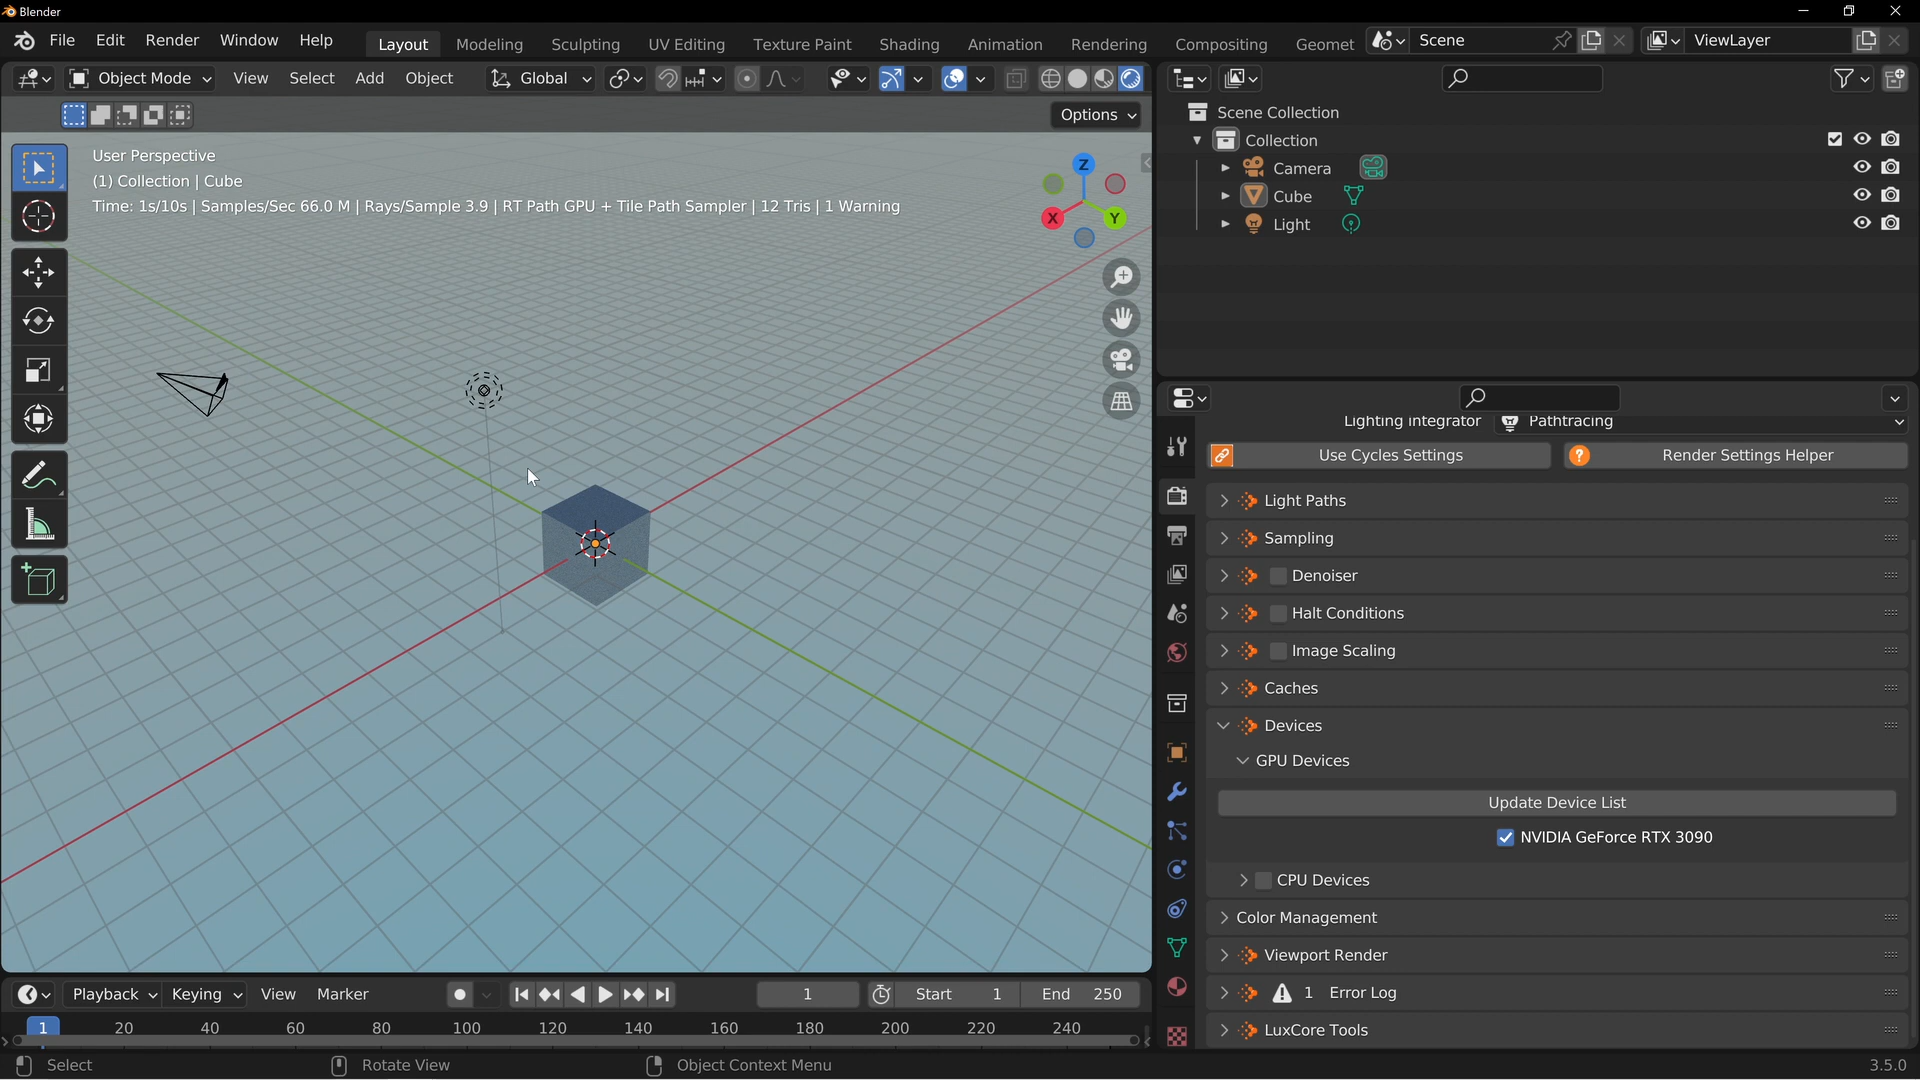 Blender
File Edit Render Window Help Layout Modeling Sculpting UV Editing Texture Paint Shading Animation Rendering Compositing Geomet Scene ViewLayer
Object Mode View Select Add Object Global
Options
User Perspective
(1) Collection | Cube
Time: 1s/10s | Samples/Sec 66.0 M | Rays/Sample 3.9 | RT Path GPU + Tile Path Sampler | 12 Tris | 1 Warning
Z
X
Y
Scene Collection
Collection
Camera
Cube
Light
Lighting integrator Pathtracing
Use Cycles Settings ? Render Settings Helper
Light Paths
Sampling
Denoiser
Halt Conditions
Image Scaling
Caches
Devices
GPU Devices
Update Device List
NVIDIA GeForce RTX 3090
CPU Devices
Color Management
Viewport Render
1 Error Log
LuxCore Tools
Playback Keying View Marker 1 Start 1 End 250
1 20 40 60 80 100 120 140 160 180 200 220 240
Select Rotate View Object Context Menu 3.5.0